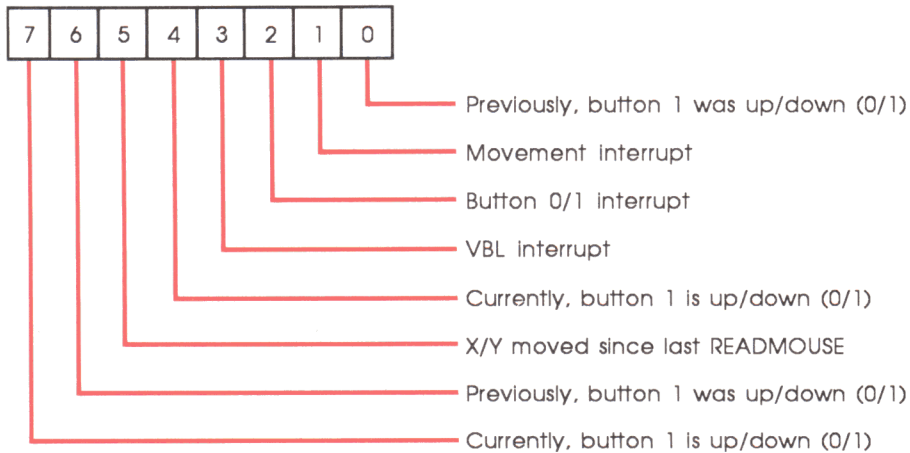 7 6 5 4 3 2 1 0
Previously, button 1 was up/down (0/1)
Movement interrupt
Button 0/1 interrupt
VBL interrupt
Currently, button 1 is up/down (0/1)
X/Y moved since last READMOUSE
Previously, button 1 was up/down (0/1)
Currently, button 1 is up/down (0/1)